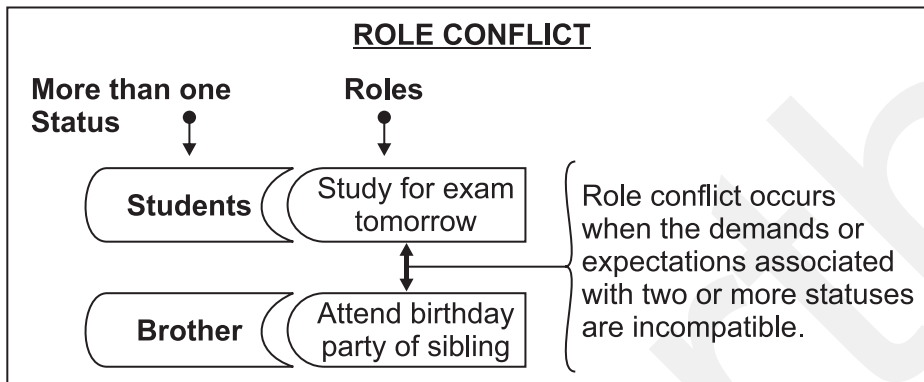 ROLE CONFLICT
More than one
Status
Roles
Students
Study for exam
tomorrow
Brother
Attend birthday
party of sibling
Role conflict occurs
when the demands or
expectations associated
with two or more statuses
are incompatible.